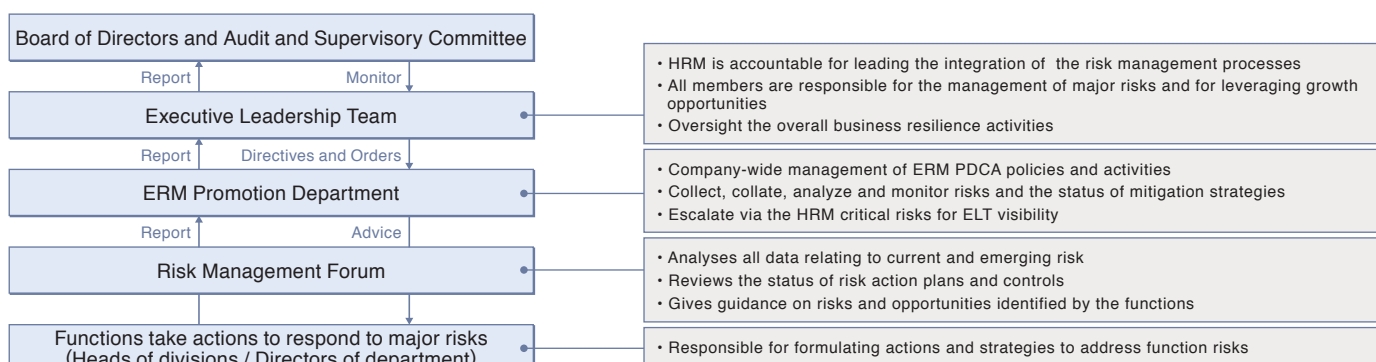 Board of Directors and Audit and Supervisory Committee
Report
Monitor
Executive Leadership Team
• HRM is accountable for leading the integration of the risk management processes
• All members are responsible for the management of major risks and for leveraging growth
opportunities
• Oversight the overall business resilience activities
Report
Directives and Orders
ERM Promotion Department
• Company-wide management of ERM PDCA policies and activities
• Collect, collate, analyze and monitor risks and the status of mitigation strategies
• Escalate via the HRM critical risks for ELT visibility
Report
Advice
Risk Management Forum
• Analyses all data relating to current and emerging risk
• Reviews the status of risk action plans and controls
• Gives guidance on risks and opportunities identified by the functions
Functions take actions to respond to major risks
(Heads of divisions / Directors of department)
• Responsible for formulating actions and strategies to address function risks